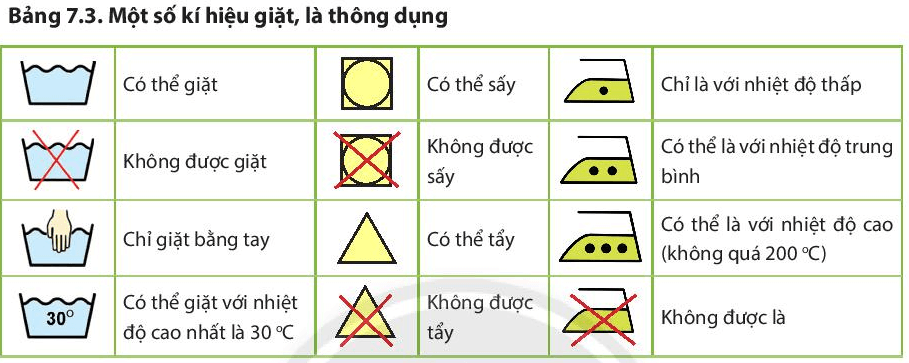 Bảng 7.3. Một số kí hiệu giặt, là thông dụng
Có thể giặt
Có thể sấy
Chỉ là với nhiệt độ thấp
Không được giặt
Không được
sấy
Có thể là với nhiệt độ trung
bình
Chỉ giặt bằng tay
Có thể tẩy
Có thể là với nhiệt độ cao
(không quá 200 ºC)
30º
Có thể giặt với nhiệt
độ cao nhất là 30 ºC
Không được
tẩy
Không được là